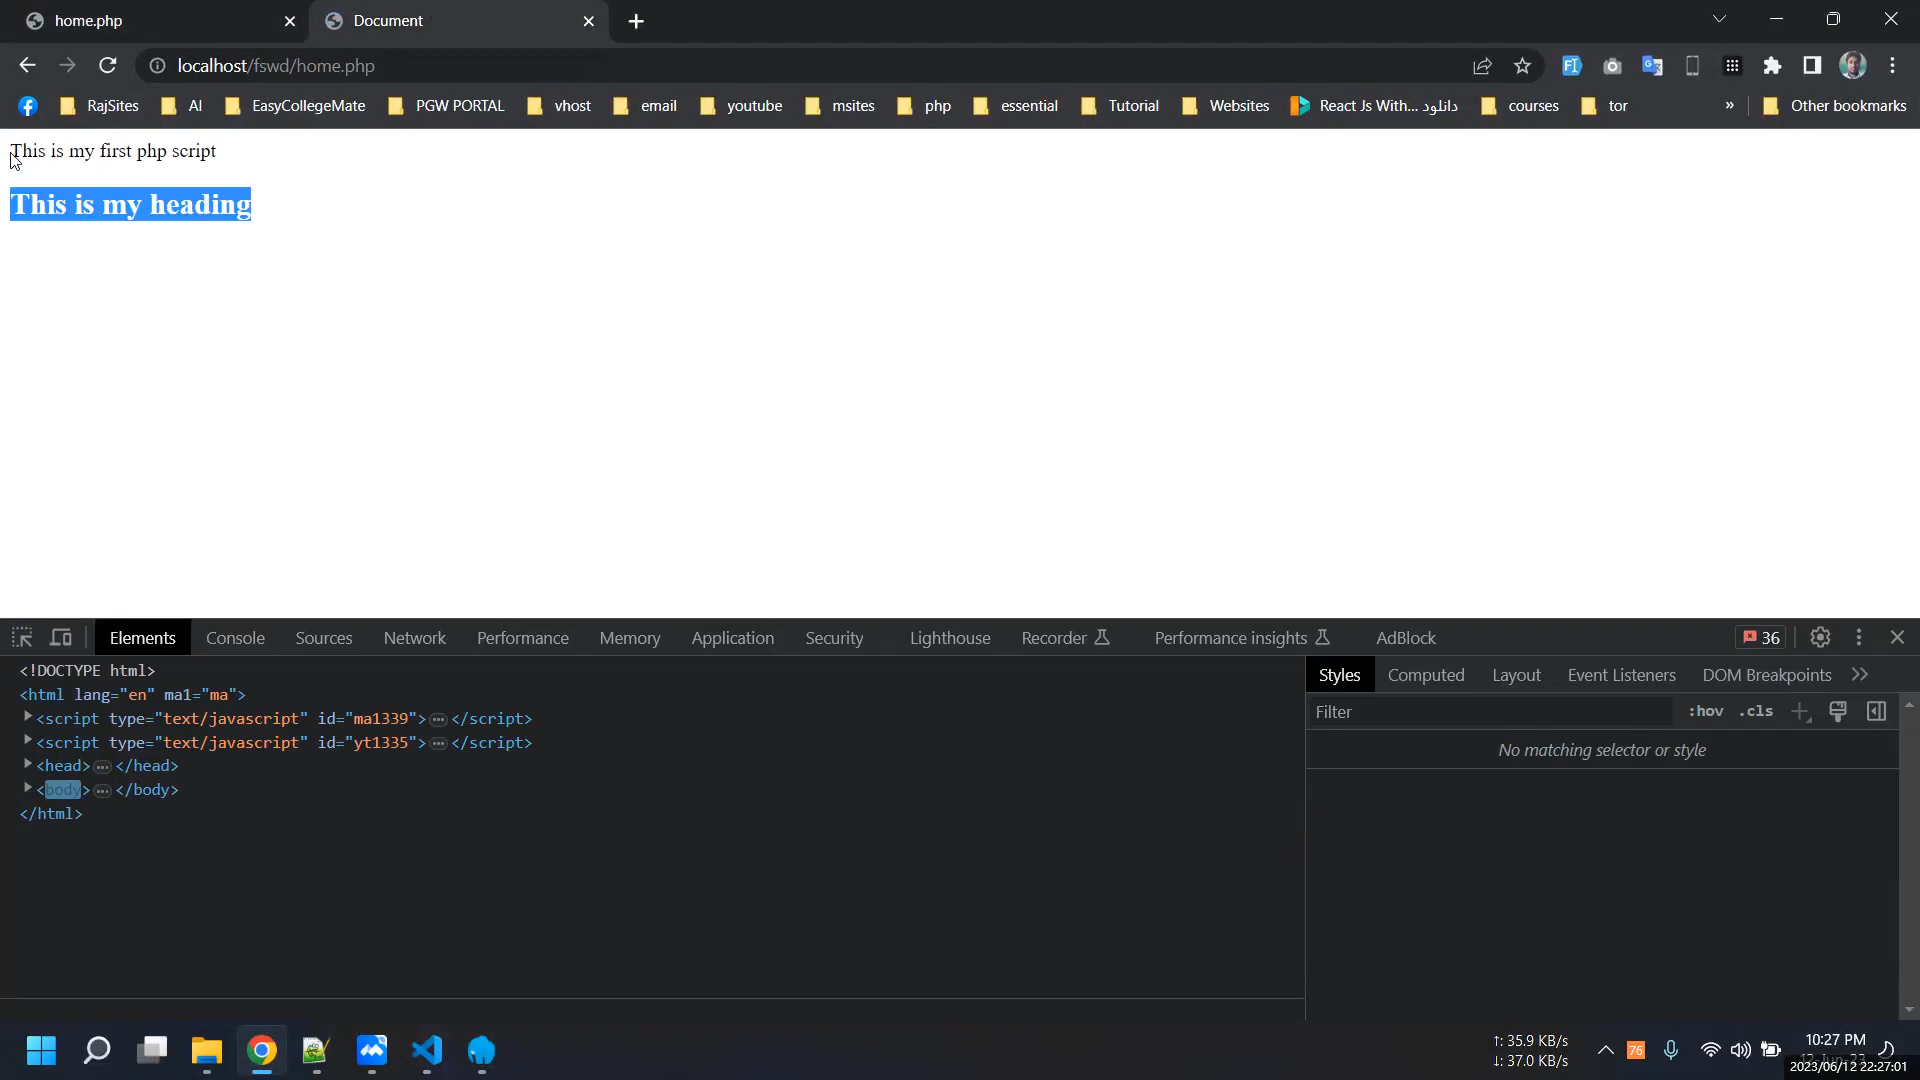 home.php
Document
localhost/fswd/home.php
RajSites AI EasyCollegeMate PGW PORTAL vhost email youtube msites php essential Tutorial Websites React Js With... دانلود courses tor » Other bookmarks
This is my first php script
This is my heading
Elements Console Sources Network Performance Memory Application Security Lighthouse Recorder Performance insights AdBlock 36
<!DOCTYPE html>
<html lang="en" ma1="ma">
<script type="text/javascript" id="ma1339">…</script>
<script type="text/javascript" id="yt1335">…</script>
<head>…</head>
<body>…</body>
</html>
Styles Computed Layout Event Listeners DOM Breakpoints
Filter :hov .cls
No matching selector or style
↑: 35.9 KB/s
↓: 37.0 KB/s
76
10:27 PM
12-Jun-23
2023/06/12 22:27:01